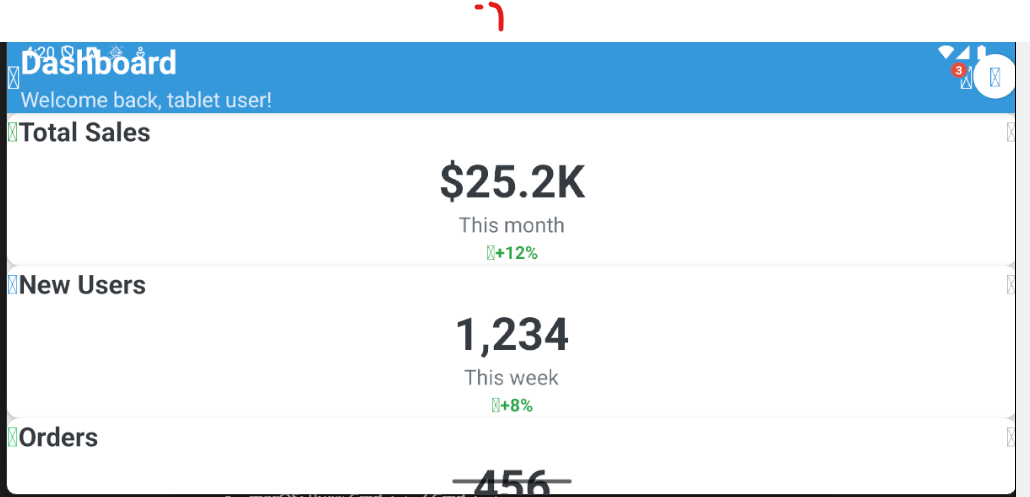 4:20
Dashboard
3
Welcome back, tablet user!
Total Sales
$25.2K
This month
+12%
New Users
1,234
This week
+8%
Orders
456